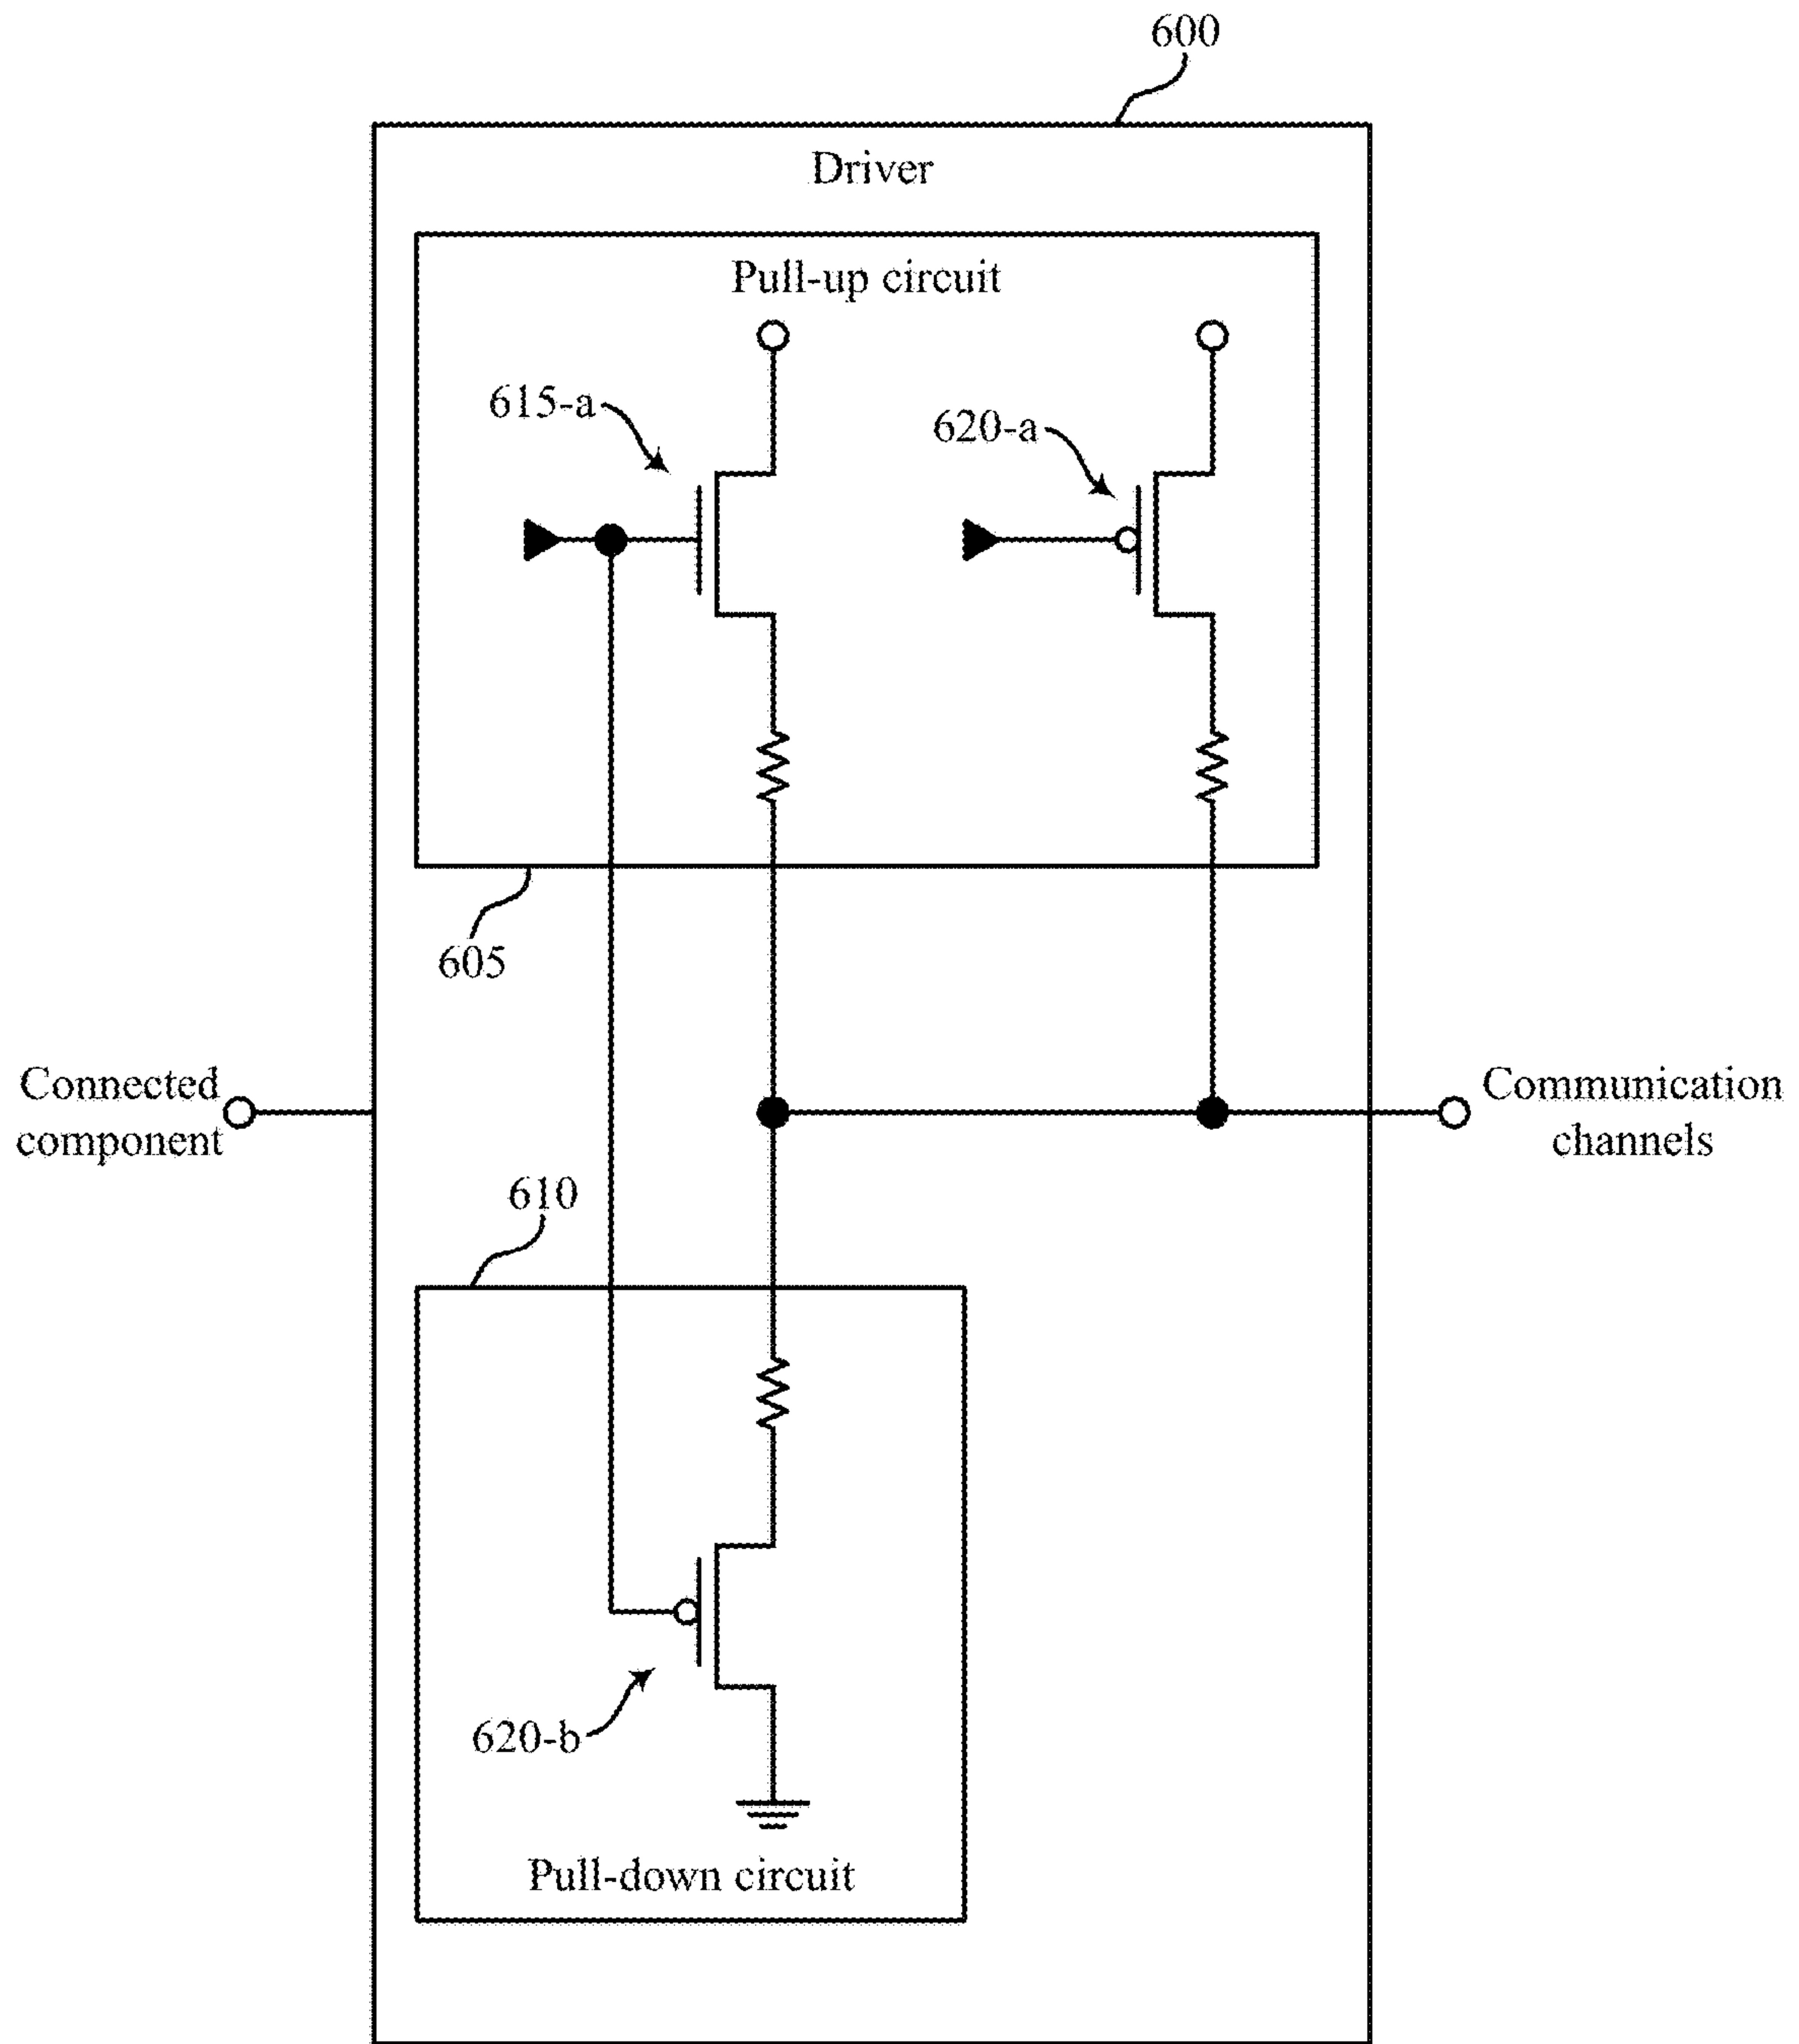 600
Driver
Pull-up circuit
615-a
620-a
605
Connected
component
Communication
channels
610
620-b
Pull-down circuit